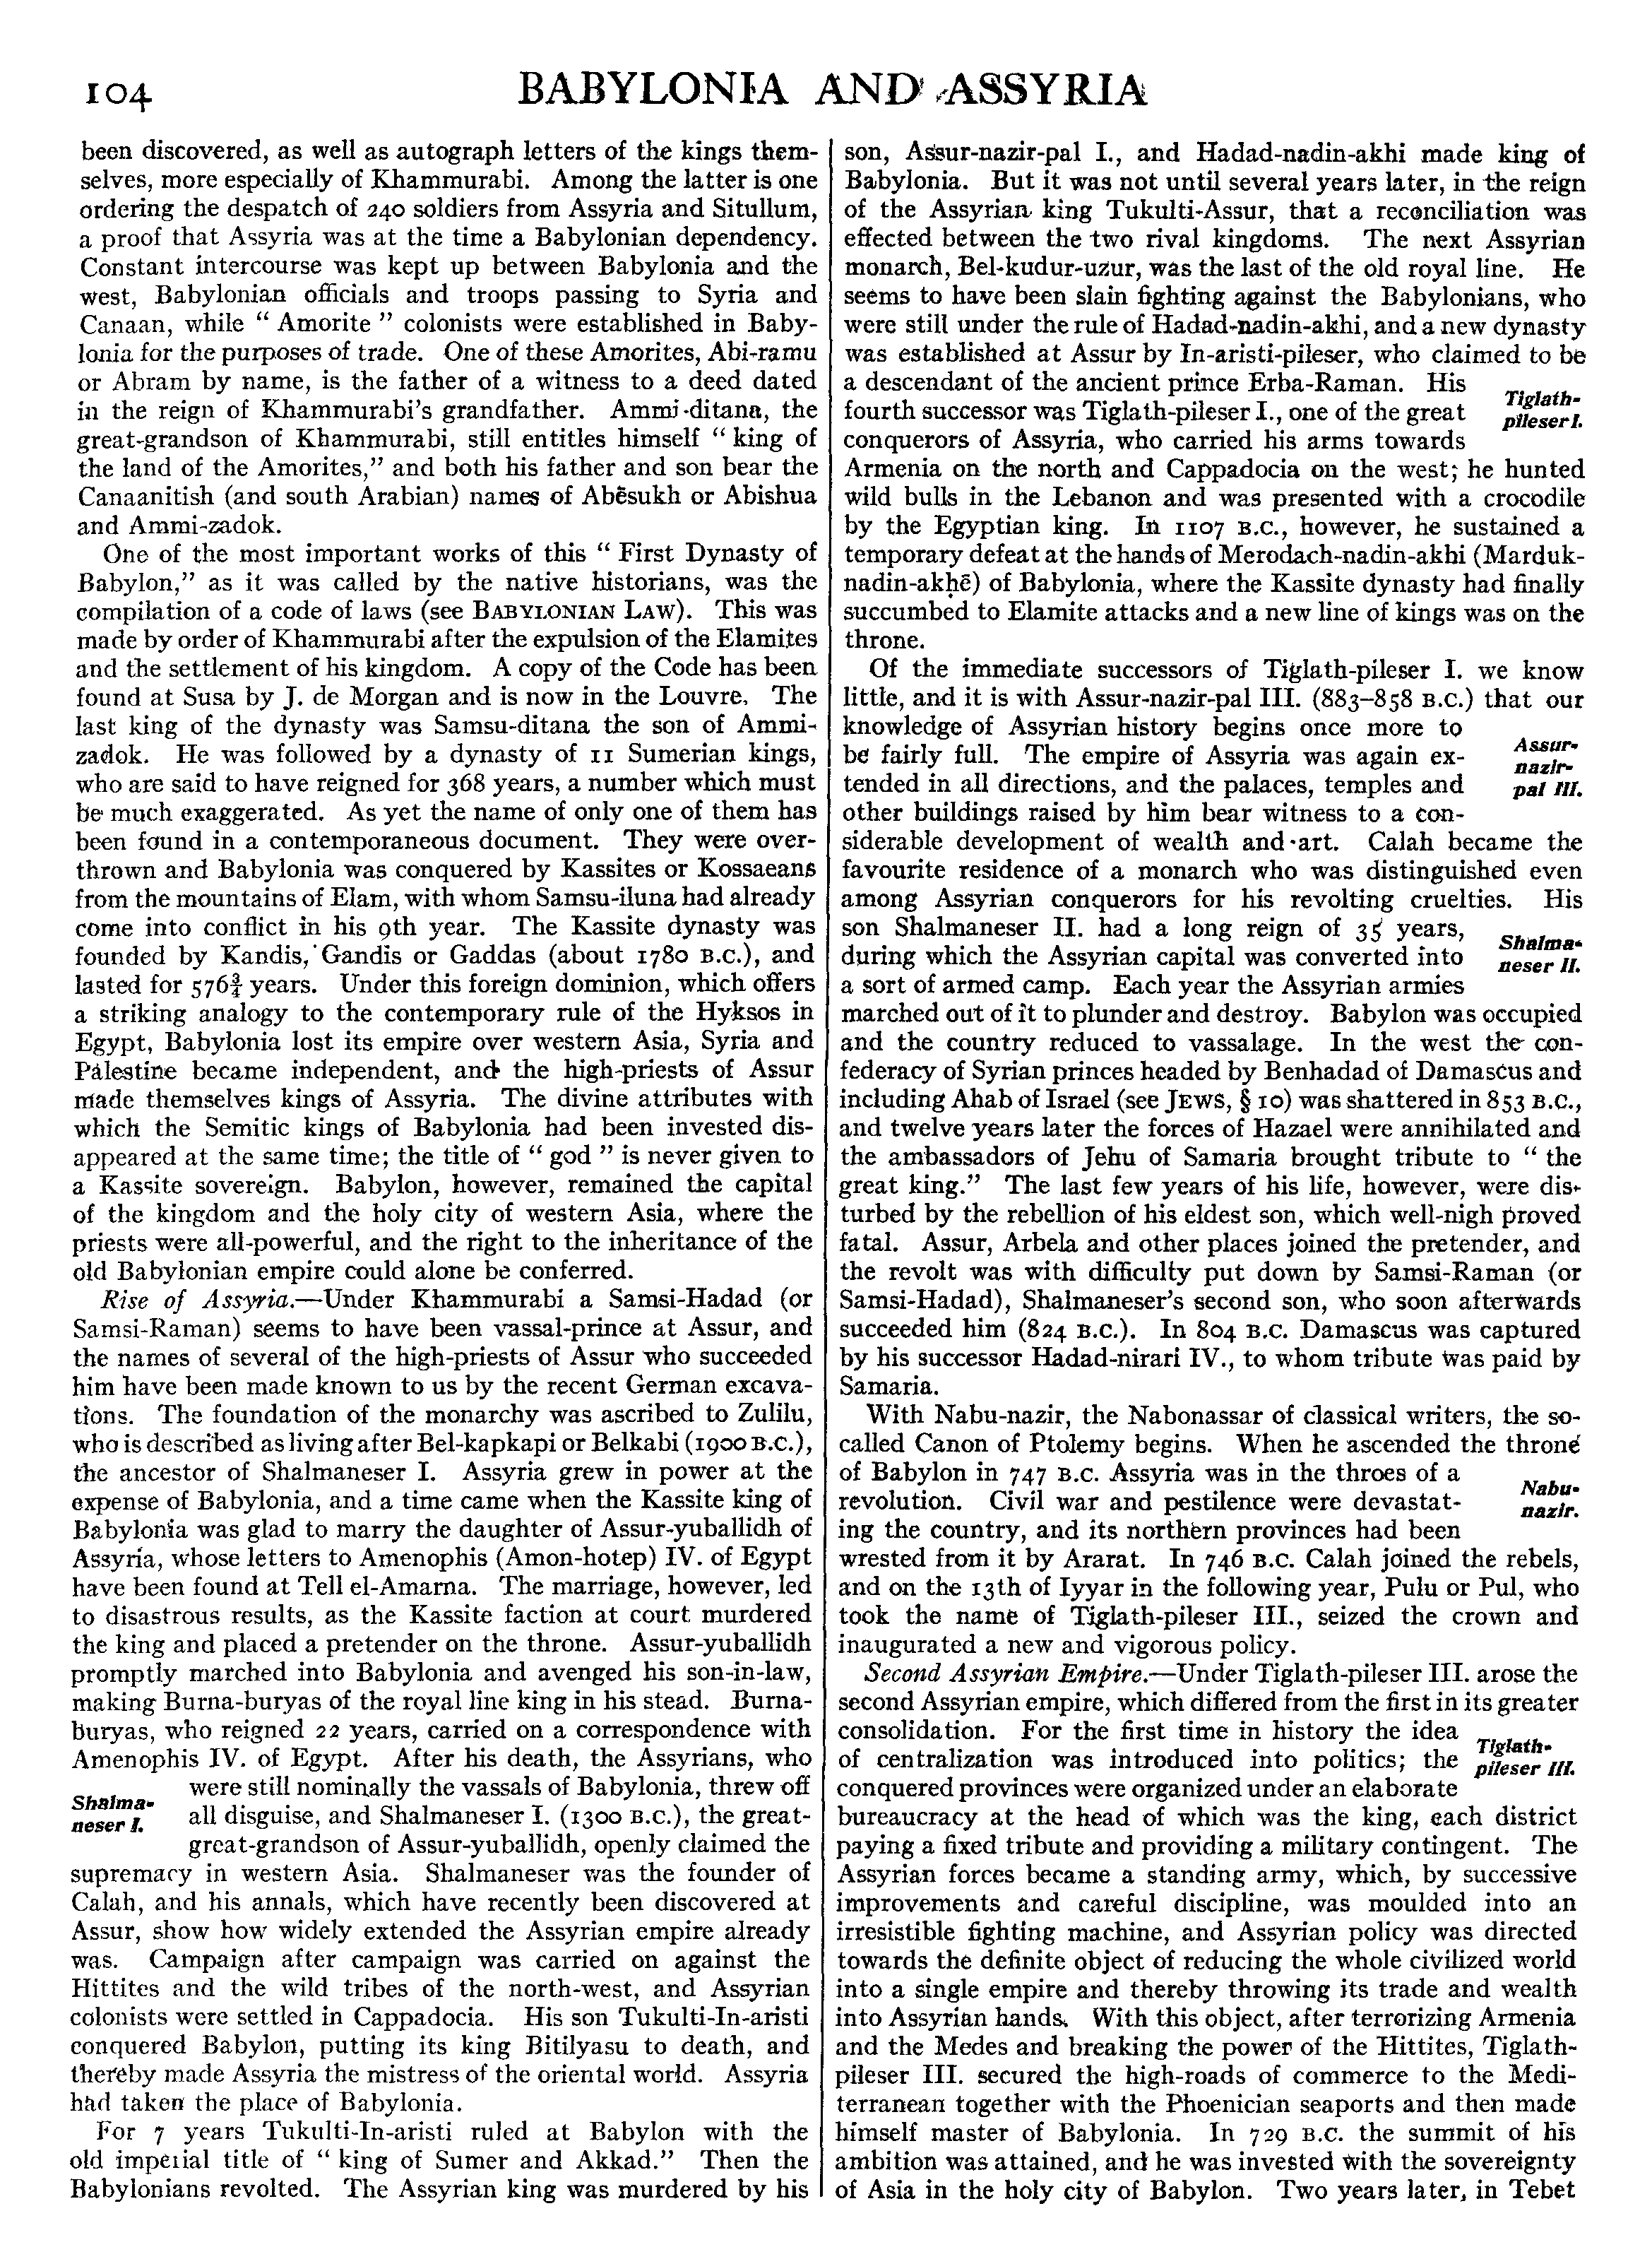 104
BABYLONIA AND ASSYRIA
been discovered, as well as autograph letters of the kings them-
selves, more especially of Khammurabi. Among the latter is one
ordering the despatch of 240 soldiers from Assyria and Situllum,
a proof that Assyria was at the time a Babylonian dependency.
Constant intercourse was kept up between Babylonia and the
west, Babylonian officials and troops passing to Syria and
Canaan, while “ Amorite ” colonists were established in Baby-
lonia for the purposes of trade. One of these Amorites, Abi-ramu
or Abram by name, is the father of a witness to a deed dated
in the reign of Khammurabi’s grandfather. Ammi-ditana, the
great-grandson of Khammurabi, still entitles himself “ king of
the land of the Amorites,” and both his father and son bear the
Canaanitish (and south Arabian) names of Abēsukh or Abishua
and Ammi-zadok.
One of the most important works of this “ First Dynasty of
Babylon,” as it was called by the native historians, was the
compilation of a code of laws (see BABYLONIAN LAW). This was
made by order of Khammurabi after the expulsion of the Elamites
and the settlement of his kingdom. A copy of the Code has been
found at Susa by J. de Morgan and is now in the Louvre. The
last king of the dynasty was Samsu-ditana the son of Ammi-
zadok. He was followed by a dynasty of 11 Sumerian kings,
who are said to have reigned for 368 years, a number which must
be much exaggerated. As yet the name of only one of them has
been found in a contemporaneous document. They were over-
thrown and Babylonia was conquered by Kassites or Kossaeans
from the mountains of Elam, with whom Samsu-iluna had already
come into conflict in his 9th year. The Kassite dynasty was
founded by Kandis, Gandis or Gaddas (about 1780 B.C.), and
lasted for 576¾ years. Under this foreign dominion, which offers
a striking analogy to the contemporary rule of the Hyksos in
Egypt, Babylonia lost its empire over western Asia, Syria and
Palestine became independent, and the high-priests of Assur
made themselves kings of Assyria. The divine attributes with
which the Semitic kings of Babylonia had been invested dis-
appeared at the same time; the title of “ god ” is never given to
a Kassite sovereign. Babylon, however, remained the capital
of the kingdom and the holy city of western Asia, where the
priests were all-powerful, and the right to the inheritance of the
old Babylonian empire could alone be conferred.
Rise of Assyria.—Under Khammurabi a Samsi-Hadad (or
Samsi-Raman) seems to have been vassal-prince at Assur, and
the names of several of the high-priests of Assur who succeeded
him have been made known to us by the recent German excava-
tions. The foundation of the monarchy was ascribed to Zulilu,
who is described as living after Bel-kapkapi or Belkabi (1900 B.C.),
the ancestor of Shalmaneser I. Assyria grew in power at the
expense of Babylonia, and a time came when the Kassite king of
Babylonia was glad to marry the daughter of Assur-yuballidh of
Assyria, whose letters to Amenophis (Amon-hotep) IV. of Egypt
have been found at Tell el-Amarna. The marriage, however, led
to disastrous results, as the Kassite faction at court murdered
the king and placed a pretender on the throne. Assur-yuballidh
promptly marched into Babylonia and avenged his son-in-law,
making Burna-buryas of the royal line king in his stead. Burna-
buryas, who reigned 22 years, carried on a correspondence with
Amenophis IV. of Egypt. After his death, the Assyrians, who
were still nominally the vassals of Babylonia, threw off
Shalma-
neser I.
all disguise, and Shalmaneser I. (1300 B.C.), the great-
great-grandson of Assur-yuballidh, openly claimed the
supremacy in western Asia. Shalmaneser was the founder of
Calah, and his annals, which have recently been discovered at
Assur, show how widely extended the Assyrian empire already
was. Campaign after campaign was carried on against the
Hittites and the wild tribes of the north-west, and Assyrian
colonists were settled in Cappadocia. His son Tukulti-In-aristi
conquered Babylon, putting its king Bitilyasu to death, and
thereby made Assyria the mistress of the oriental world. Assyria
had taken the place of Babylonia.
For 7 years Tukulti-In-aristi ruled at Babylon with the
old imperial title of “ king of Sumer and Akkad.” Then the
Babylonians revolted. The Assyrian king was murdered by his
son, Assur-nazir-pal I., and Hadad-nadin-akhi made king of
Babylonia. But it was not until several years later, in the reign
of the Assyrian king Tukulti-Assur, that a reconciliation was
effected between the two rival kingdoms. The next Assyrian
monarch, Bel-kudur-uzur, was the last of the old royal line. He
seems to have been slain fighting against the Babylonians, who
were still under the rule of Hadad-nadin-akhi, and a new dynasty
was established at Assur by In-aristi-pileser, who claimed to be
a descendant of the ancient prince Erba-Raman. His
Tiglath-
pileser I.
fourth successor was Tiglath-pileser I., one of the great
conquerors of Assyria, who carried his arms towards
Armenia on the north and Cappadocia on the west; he hunted
wild bulls in the Lebanon and was presented with a crocodile
by the Egyptian king. In 1107 B.C., however, he sustained a
temporary defeat at the hands of Merodach-nadin-akhi (Marduk-
nadin-akḥē) of Babylonia, where the Kassite dynasty had finally
succumbed to Elamite attacks and a new line of kings was on the
throne.
Of the immediate successors of Tiglath-pileser I. we know
little, and it is with Assur-nazir-pal III. (883–858 B.C.) that our
knowledge of Assyrian history begins once more to
Assur-
nazir-
pal III.
be fairly full. The empire of Assyria was again ex-
tended in all directions, and the palaces, temples and
other buildings raised by him bear witness to a con-
siderable development of wealth and art. Calah became the
favourite residence of a monarch who was distinguished even
among Assyrian conquerors for his revolting cruelties. His
son Shalmaneser II. had a long reign of 35 years,
Shalma-
neser II.
during which the Assyrian capital was converted into
a sort of armed camp. Each year the Assyrian armies
marched out of it to plunder and destroy. Babylon was occupied
and the country reduced to vassalage. In the west the con-
federacy of Syrian princes headed by Benhadad of Damascus and
including Ahab of Israel (see JEWS, § 10) was shattered in 853 B.C.,
and twelve years later the forces of Hazael were annihilated and
the ambassadors of Jehu of Samaria brought tribute to “ the
great king.” The last few years of his life, however, were dis-
turbed by the rebellion of his eldest son, which well-nigh proved
fatal. Assur, Arbela and other places joined the pretender, and
the revolt was with difficulty put down by Samsi-Raman (or
Samsi-Hadad), Shalmaneser’s second son, who soon afterwards
succeeded him (824 B.C.). In 804 B.C. Damascus was captured
by his successor Hadad-nirari IV., to whom tribute was paid by
Samaria.
With Nabu-nazir, the Nabonassar of classical writers, the so-
called Canon of Ptolemy begins. When he ascended the throne
of Babylon in 747 B.C. Assyria was in the throes of a
Nabu-
nazir.
revolution. Civil war and pestilence were devastat-
ing the country, and its northern provinces had been
wrested from it by Ararat. In 746 B.C. Calah joined the rebels,
and on the 13th of Iyyar in the following year, Pulu or Pul, who
took the name of Tiglath-pileser III., seized the crown and
inaugurated a new and vigorous policy.
Second Assyrian Empire.—Under Tiglath-pileser III. arose the
second Assyrian empire, which differed from the first in its greater
consolidation. For the first time in history the idea
Tiglath-
pileser III.
of centralization was introduced into politics; the
conquered provinces were organized under an elaborate
bureaucracy at the head of which was the king, each district
paying a fixed tribute and providing a military contingent. The
Assyrian forces became a standing army, which, by successive
improvements and careful discipline, was moulded into an
irresistible fighting machine, and Assyrian policy was directed
towards the definite object of reducing the whole civilized world
into a single empire and thereby throwing its trade and wealth
into Assyrian hands. With this object, after terrorizing Armenia
and the Medes and breaking the power of the Hittites, Tiglath-
pileser III. secured the high-roads of commerce to the Medi-
terranean together with the Phoenician seaports and then made
himself master of Babylonia. In 729 B.C. the summit of his
ambition was attained, and he was invested with the sovereignty
of Asia in the holy city of Babylon. Two years later, in Tebet